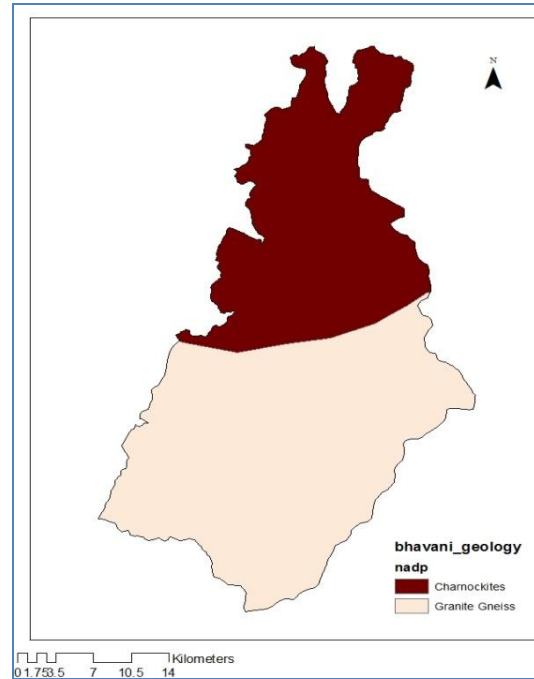 N
bhavani_geology
nadp
Charnockites
Granite Gneiss
Kilometers
0 1.75 3.5 7 10.5 14